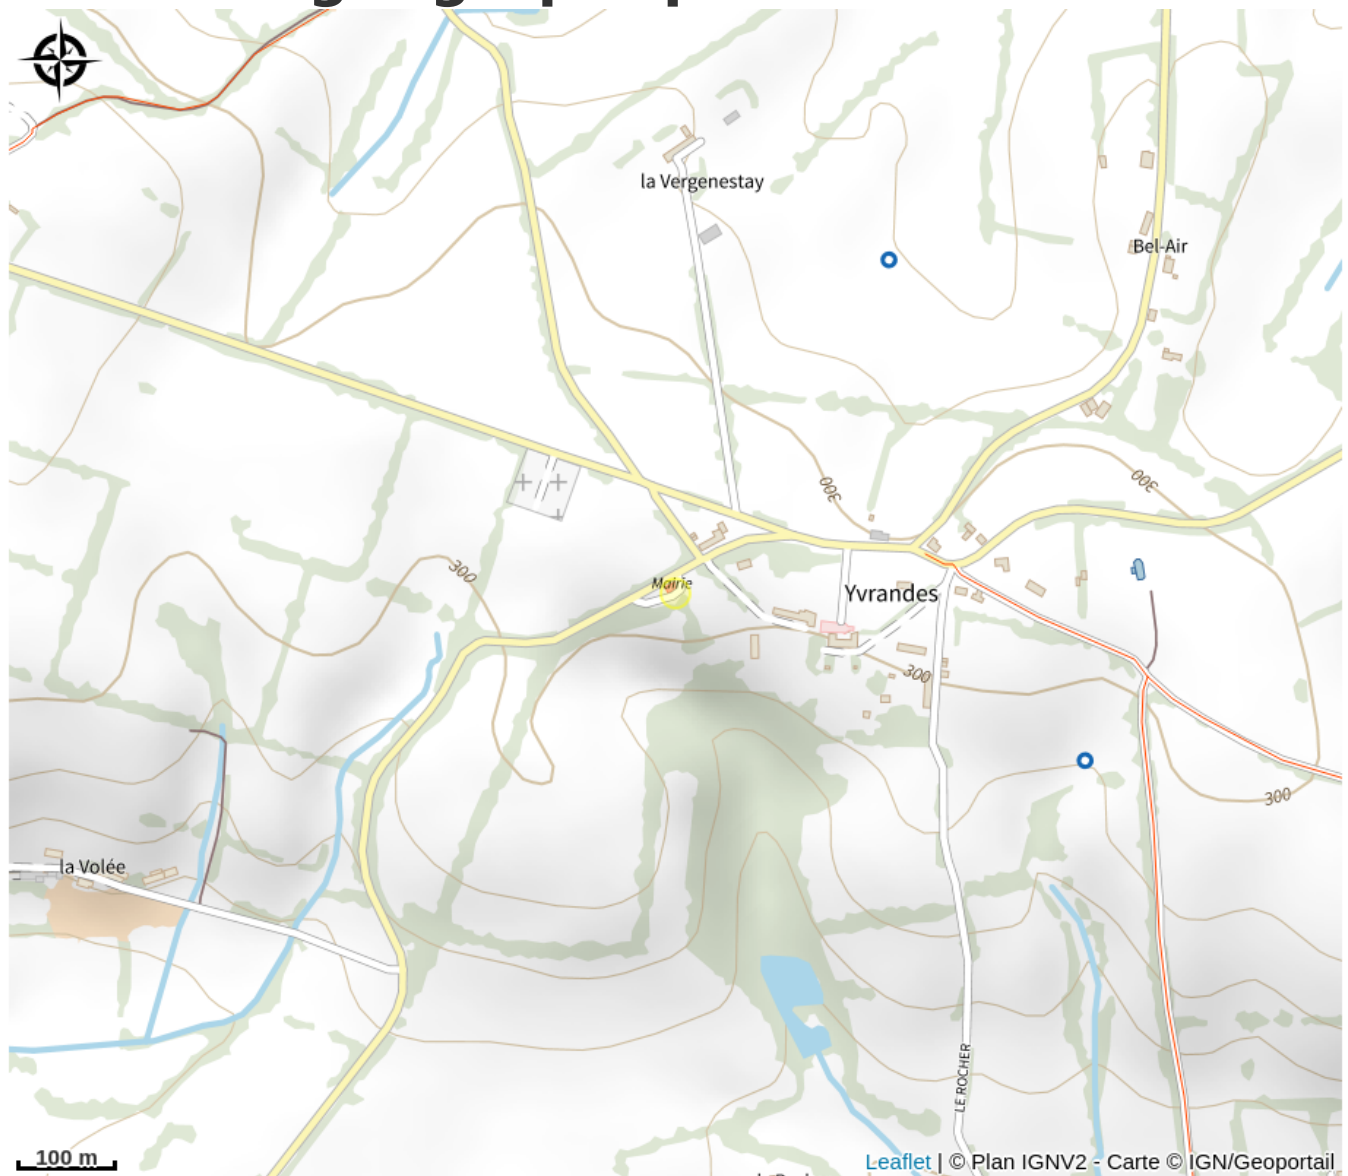 la Vergenestay
Bel-Air
300
300
300
Mairie
Yvrandes
300
300
la Volée
LE ROCHER
100 m
Leaflet | © Plan IGNV2 - Carte © IGN/Geoportail